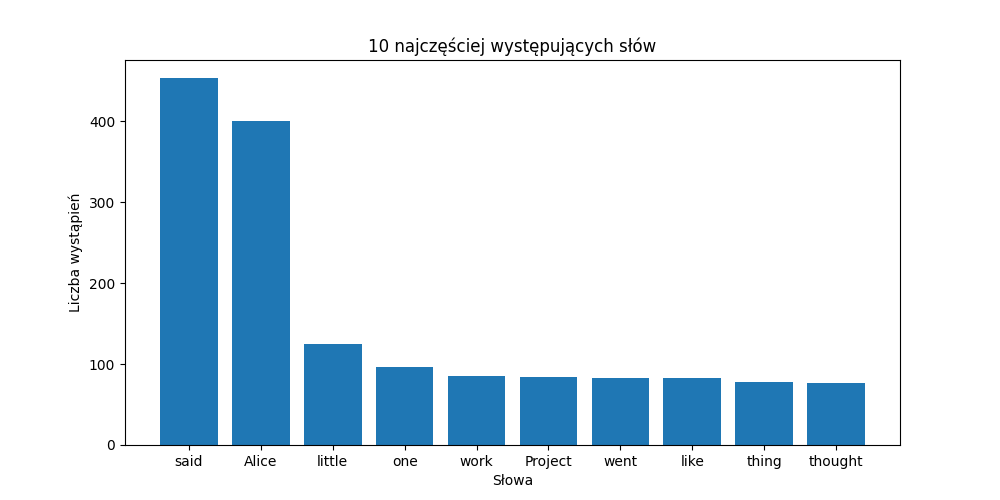 10 najczęściej występujących słów
Liczba wystąpień
400
300
200
100
0
said Alice little one work Project went like thing thought
Słowa